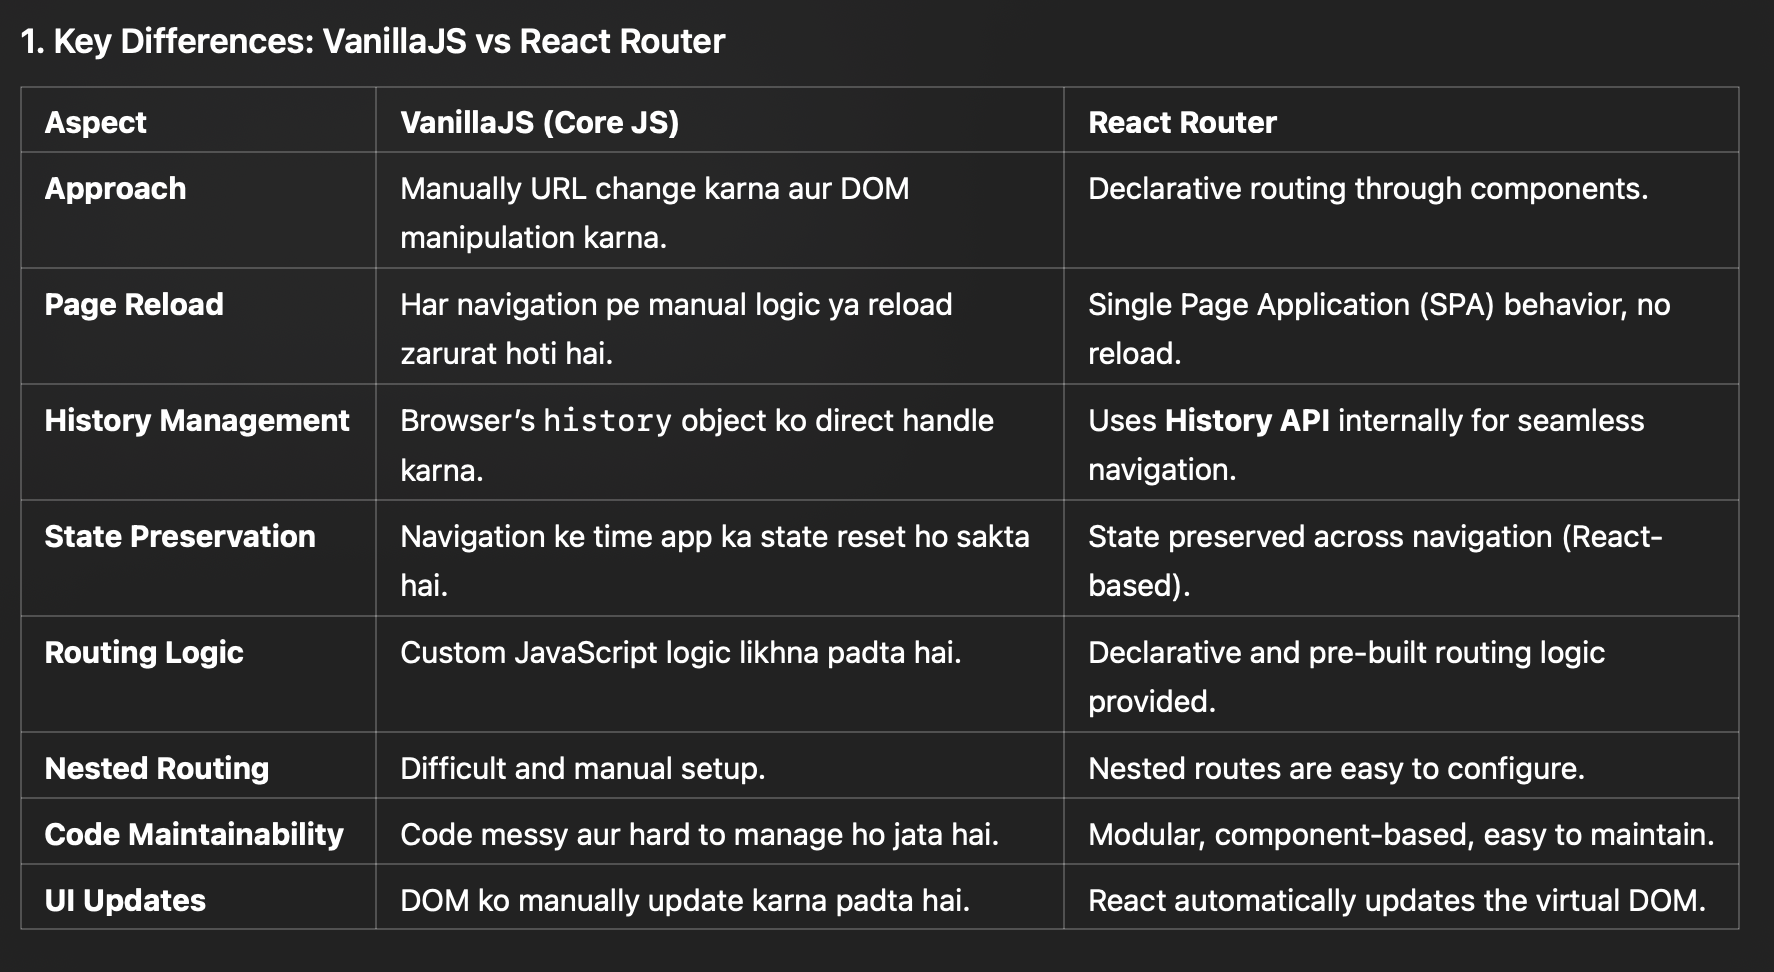 1. Key Differences: VanillaJS vs React Router
Aspect
VanillaJS (Core JS)
React Router
Approach
Manually URL change karna aur DOM
manipulation karna.
Declarative routing through components.
Page Reload
Har navigation pe manual logic ya reload
zarurat hoti hai.
Single Page Application (SPA) behavior, no
reload.
History Management
Browser’s history object ko direct handle
karna.
Uses History API internally for seamless
navigation.
State Preservation
Navigation ke time app ka state reset ho sakta
hai.
State preserved across navigation (React-
based).
Routing Logic
Custom JavaScript logic likhna padta hai.
Declarative and pre-built routing logic
provided.
Nested Routing
Difficult and manual setup.
Nested routes are easy to configure.
Code Maintainability
Code messy aur hard to manage ho jata hai.
Modular, component-based, easy to maintain.
UI Updates
DOM ko manually update karna padta hai.
React automatically updates the virtual DOM.